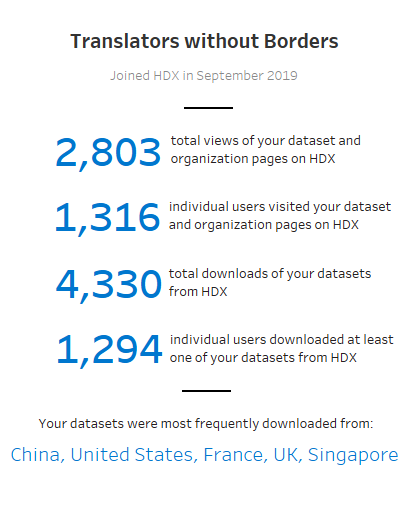 Translators without Borders
Joined HDX in September 2019
2,803 total views of your dataset and
organization pages on HDX
1,316 individual users visited your dataset
and organization pages on HDX
4,330 total downloads of your datasets
from HDX
1,294 individual users downloaded at least
one of your datasets from HDX
Your datasets were most frequently downloaded from:
China, United States, France, UK, Singapore